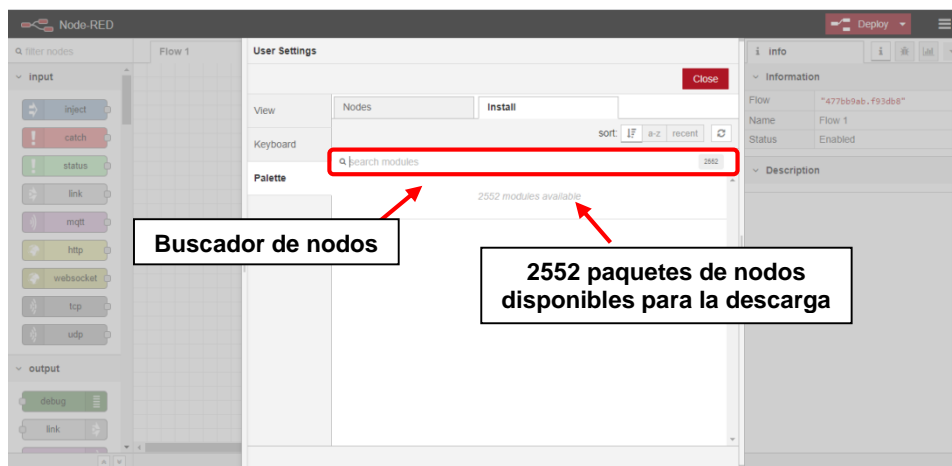 Node-RED
Deploy
filter nodes
Flow 1
User Settings
info
i
input
Close
Information
Flow
"477bb9ab.f93db8"
Name
Flow 1
Status
Enabled
Description
View
Keyboard
Palette
Nodes
Install
sort:
a-z
recent
search modules
2552
2552 modules available
inject
catch
status
link
mqtt
http
websocket
tcp
udp
output
debug
link
Buscador de nodos
2552 paquetes de nodos
disponibles para la descarga